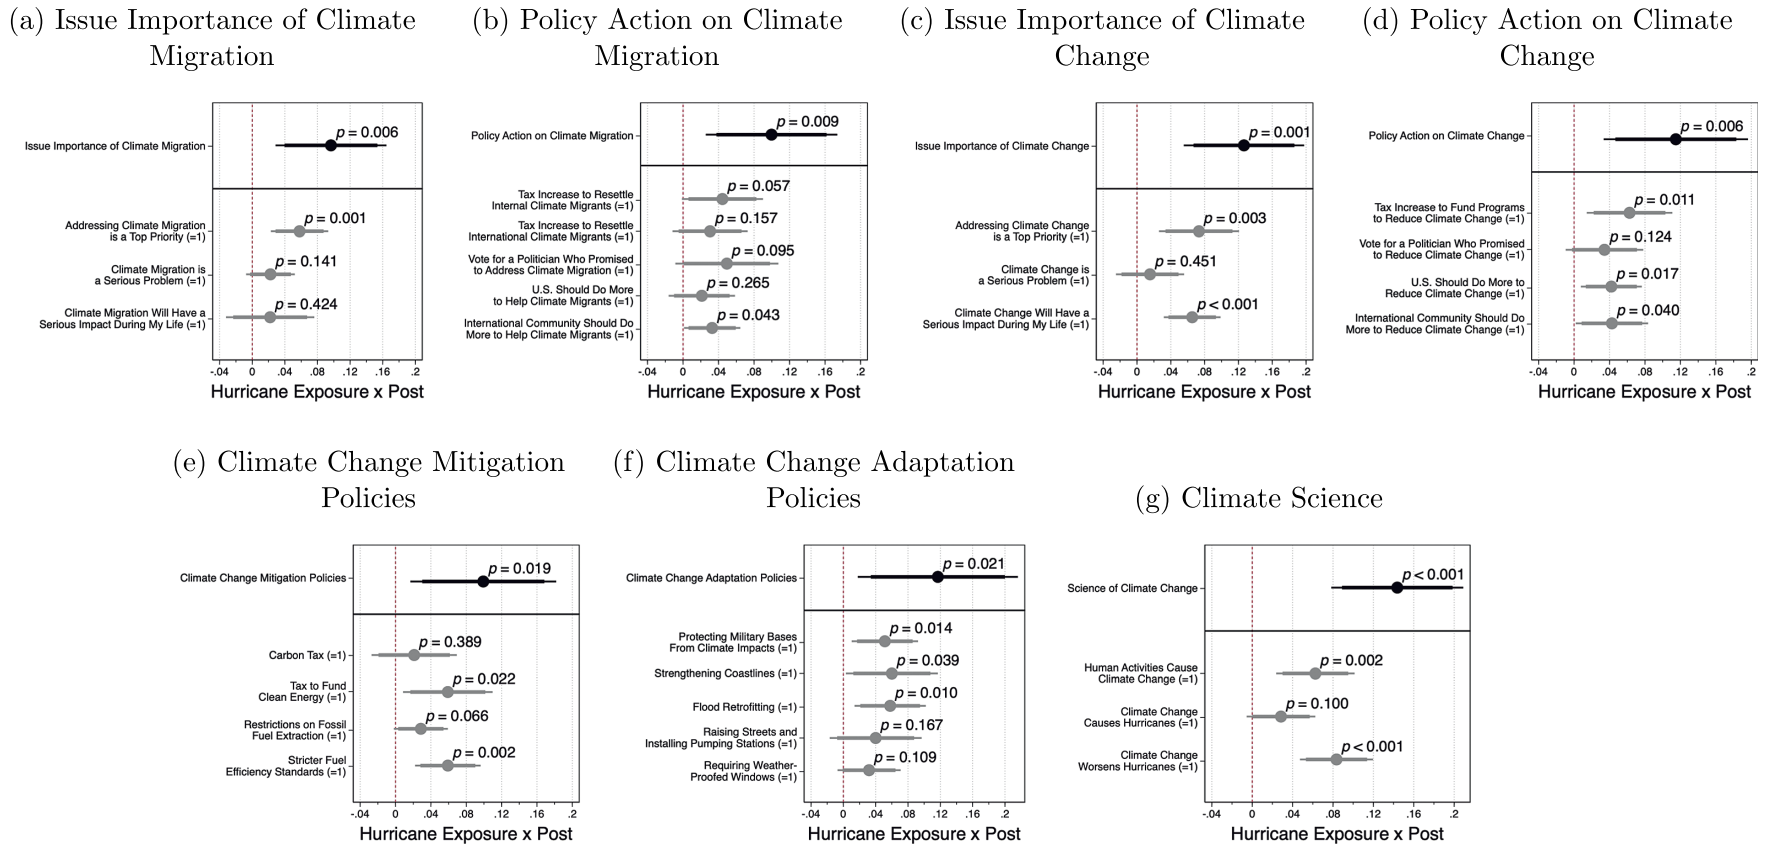 (a) Issue Importance of Climate
Migration
p = 0.006
Issue Importance of Climate Migration
p = 0.001
Addressing Climate Migration
is a Top Priority (=1)
p = 0.141
Climate Migration is
a Serious Problem (=1)
p = 0.424
Climate Migration Will Have a
Serious Impact During My Life (=1)
-.04 0 .04 .08 .12 .16 .2
Hurricane Exposure x Post
(b) Policy Action on Climate
Migration
p = 0.009
Policy Action on Climate Migration
p = 0.057
Tax Increase to Resettle
Internal Climate Migrants (=1)
p = 0.157
Tax Increase to Resettle
International Climate Migrants (=1)
p = 0.095
Vote for a Politician Who Promised
to Address Climate Migration (=1)
p = 0.265
U.S. Should Do More
to Help Climate Migrants (=1)
p = 0.043
International Community Should Do
More to Help Climate Migrants (=1)
-.04 0 .04 .08 .12 .16 .2
Hurricane Exposure x Post
(c) Issue Importance of Climate
Change
p = 0.001
Issue Importance of Climate Change
p = 0.003
Addressing Climate Change
is a Top Priority (=1)
p = 0.451
Climate Change is
a Serious Problem (=1)
p < 0.001
Climate Change Will Have a
Serious Impact During My Life (=1)
-.04 0 .04 .08 .12 .16 .2
Hurricane Exposure x Post
(d) Policy Action on Climate
Change
p = 0.006
Policy Action on Climate Change
p = 0.011
Tax Increase to Fund Programs
to Reduce Climate Change (=1)
p = 0.124
Vote for a Politician Who Promised
to Reduce Climate Change (=1)
p = 0.017
U.S. Should Do More to
Reduce Climate Change (=1)
p = 0.040
International Community Should Do
More to Reduce Climate Change (=1)
-.04 0 .04 .08 .12 .16 .2
Hurricane Exposure x Post
(e) Climate Change Mitigation
Policies
p = 0.019
Climate Change Mitigation Policies
p = 0.389
Carbon Tax (=1)
p = 0.022
Tax to Fund
Clean Energy (=1)
p = 0.066
Restrictions on Fossil
Fuel Extraction (=1)
p = 0.002
Stricter Fuel
Efficiency Standards (=1)
-.04 0 .04 .08 .12 .16 .2
Hurricane Exposure x Post
(f) Climate Change Adaptation
Policies
p = 0.021
Climate Change Adaptation Policies
p = 0.014
Protecting Military Bases
From Climate Impacts (=1)
p = 0.039
Strengthening Coastlines (=1)
p = 0.010
Flood Retrofitting (=1)
p = 0.167
Raising Streets and
Installing Pumping Stations (=1)
p = 0.109
Requiring Weather-
Proofed Windows (=1)
-.04 0 .04 .08 .12 .16 .2
Hurricane Exposure x Post
(g) Climate Science
p < 0.001
Science of Climate Change
p = 0.002
Human Activities Cause
Climate Change (=1)
p = 0.100
Climate Change
Causes Hurricanes (=1)
p < 0.001
Climate Change
Worsens Hurricanes (=1)
-.04 0 .04 .08 .12 .16 .2
Hurricane Exposure x Post